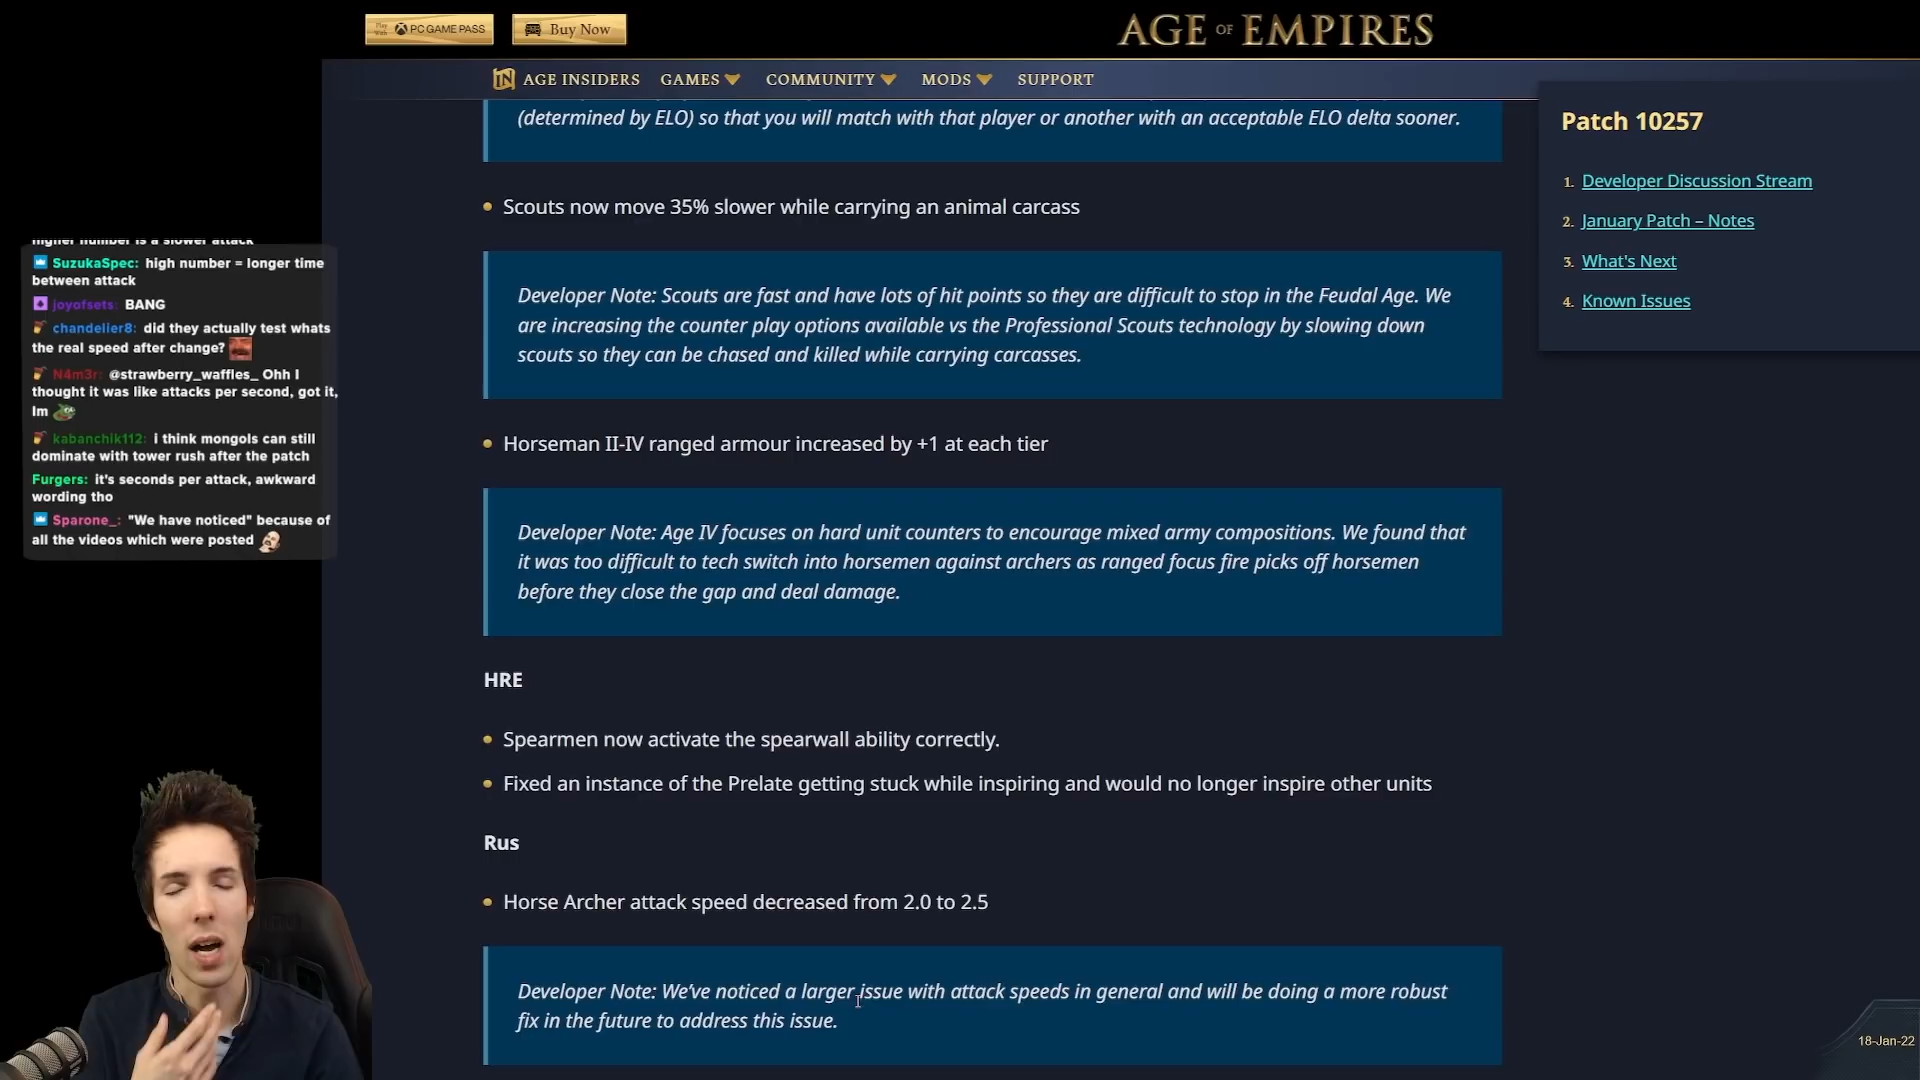 Play With PC GAME PASS
Buy Now
AGE OF EMPIRES
AGE INSIDERS GAMES COMMUNITY MODS SUPPORT
(determined by ELO) so that you will match with that player or another with an acceptable ELO delta sooner.
Scouts now move 35% slower while carrying an animal carcass
Developer Note: Scouts are fast and have lots of hit points so they are difficult to stop in the Feudal Age. We
are increasing the counter play options available vs the Professional Scouts technology by slowing down
scouts so they can be chased and killed while carrying carcasses.
Horseman II-IV ranged armour increased by +1 at each tier
Developer Note: Age IV focuses on hard unit counters to encourage mixed army compositions. We found that
it was too difficult to tech switch into horsemen against archers as ranged focus fire picks off horsemen
before they close the gap and deal damage.
HRE
Spearmen now activate the spearwall ability correctly.
Fixed an instance of the Prelate getting stuck while inspiring and would no longer inspire other units
Rus
Horse Archer attack speed decreased from 2.0 to 2.5
Developer Note: We've noticed a larger issue with attack speeds in general and will be doing a more robust
fix in the future to address this issue.
Patch 10257
1. Developer Discussion Stream
2. January Patch – Notes
3. What's Next
4. Known Issues
higher number is a slower attack
SuzukaSpec: high number = longer time
between attack
joyofsets: BANG
chandelier8: did they actually test whats
the real speed after change?
N4m3r: @strawberry_waffles_ Ohh I
thought it was like attacks per second, got it,
Im
kabanchik112: i think mongols can still
dominate with tower rush after the patch
Furgers: it's seconds per attack, awkward
wording tho
Sparone_: "We have noticed" because of
all the videos which were posted
18-Jan-22